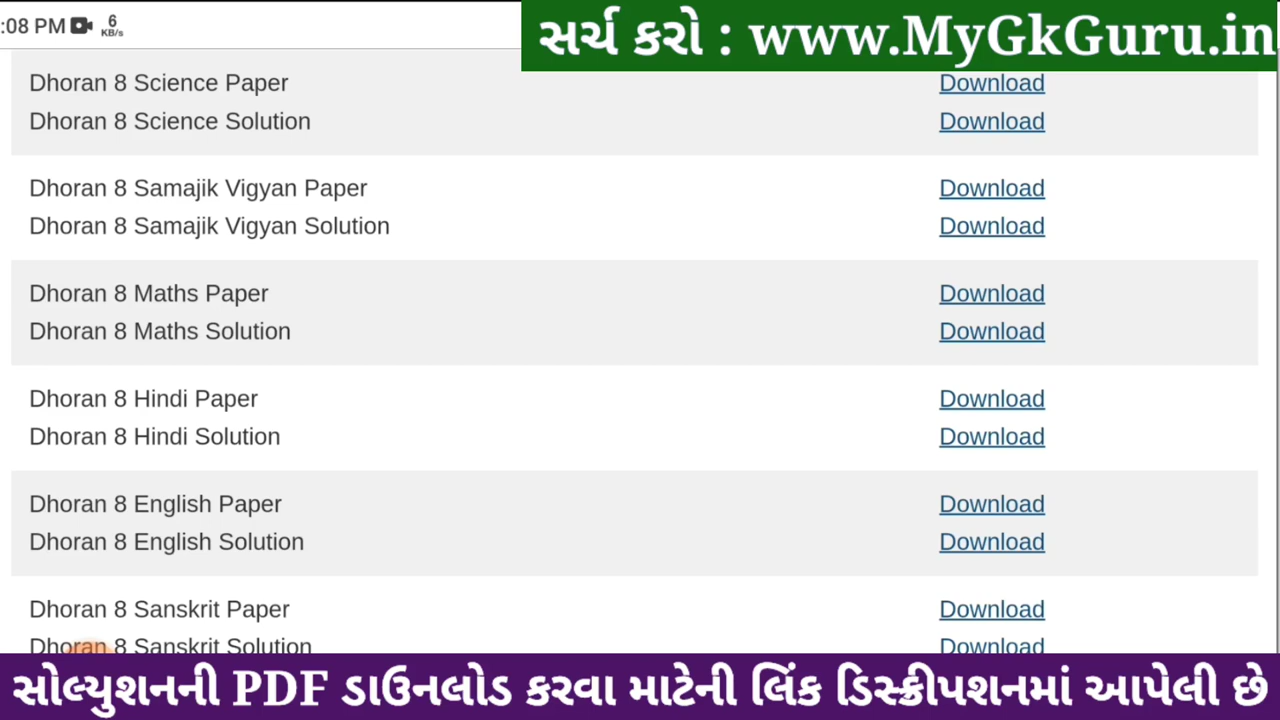 :08 PM 6 KB/s
સર્ચ કરો : www.MyGkGuru.in
Dhoran 8 Science Paper Download
Dhoran 8 Science Solution Download
Dhoran 8 Samajik Vigyan Paper Download
Dhoran 8 Samajik Vigyan Solution Download
Dhoran 8 Maths Paper Download
Dhoran 8 Maths Solution Download
Dhoran 8 Hindi Paper Download
Dhoran 8 Hindi Solution Download
Dhoran 8 English Paper Download
Dhoran 8 English Solution Download
Dhoran 8 Sanskrit Paper Download
Dhoran 8 Sanskrit Solution Download
સોલ્યુશનની PDF ડાઉનલોડ કરવા માટેની લિંક ડિસ્ક્રીપશનમાં આપેલી છે